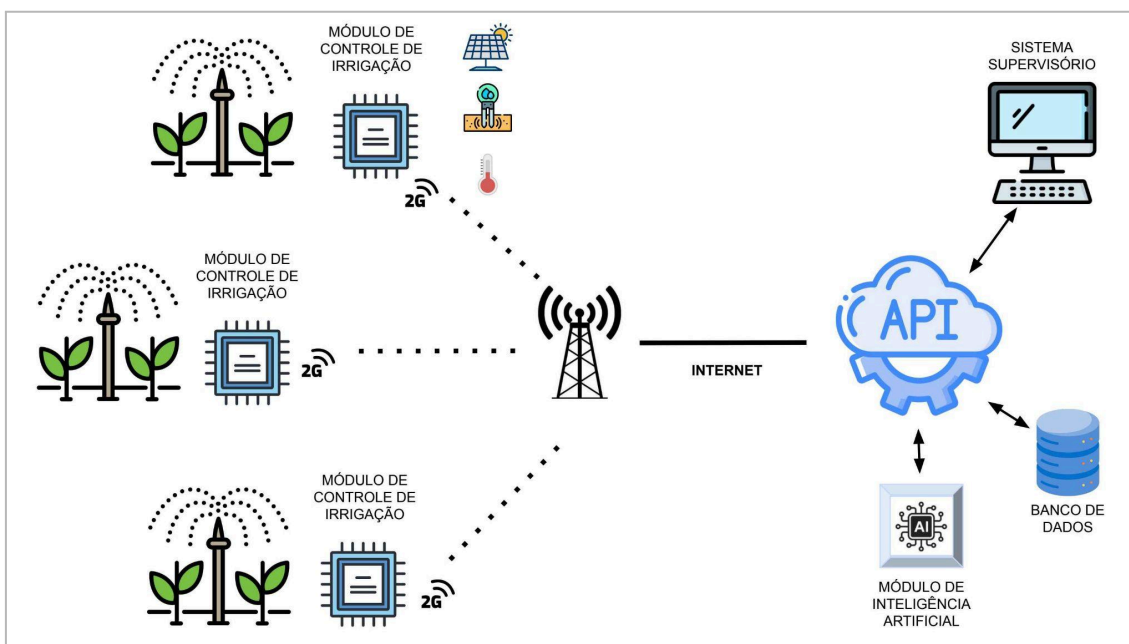 MÓDULO DE
CONTROLE DE
IRRIGAÇÃO
2G
SISTEMA
SUPERVISÓRIO
MÓDULO DE
CONTROLE DE
IRRIGAÇÃO
2G
INTERNET
API
MÓDULO DE
CONTROLE DE
IRRIGAÇÃO
2G
AI
MÓDULO DE
INTELIGÊNCIA
ARTIFICIAL
BANCO DE
DADOS